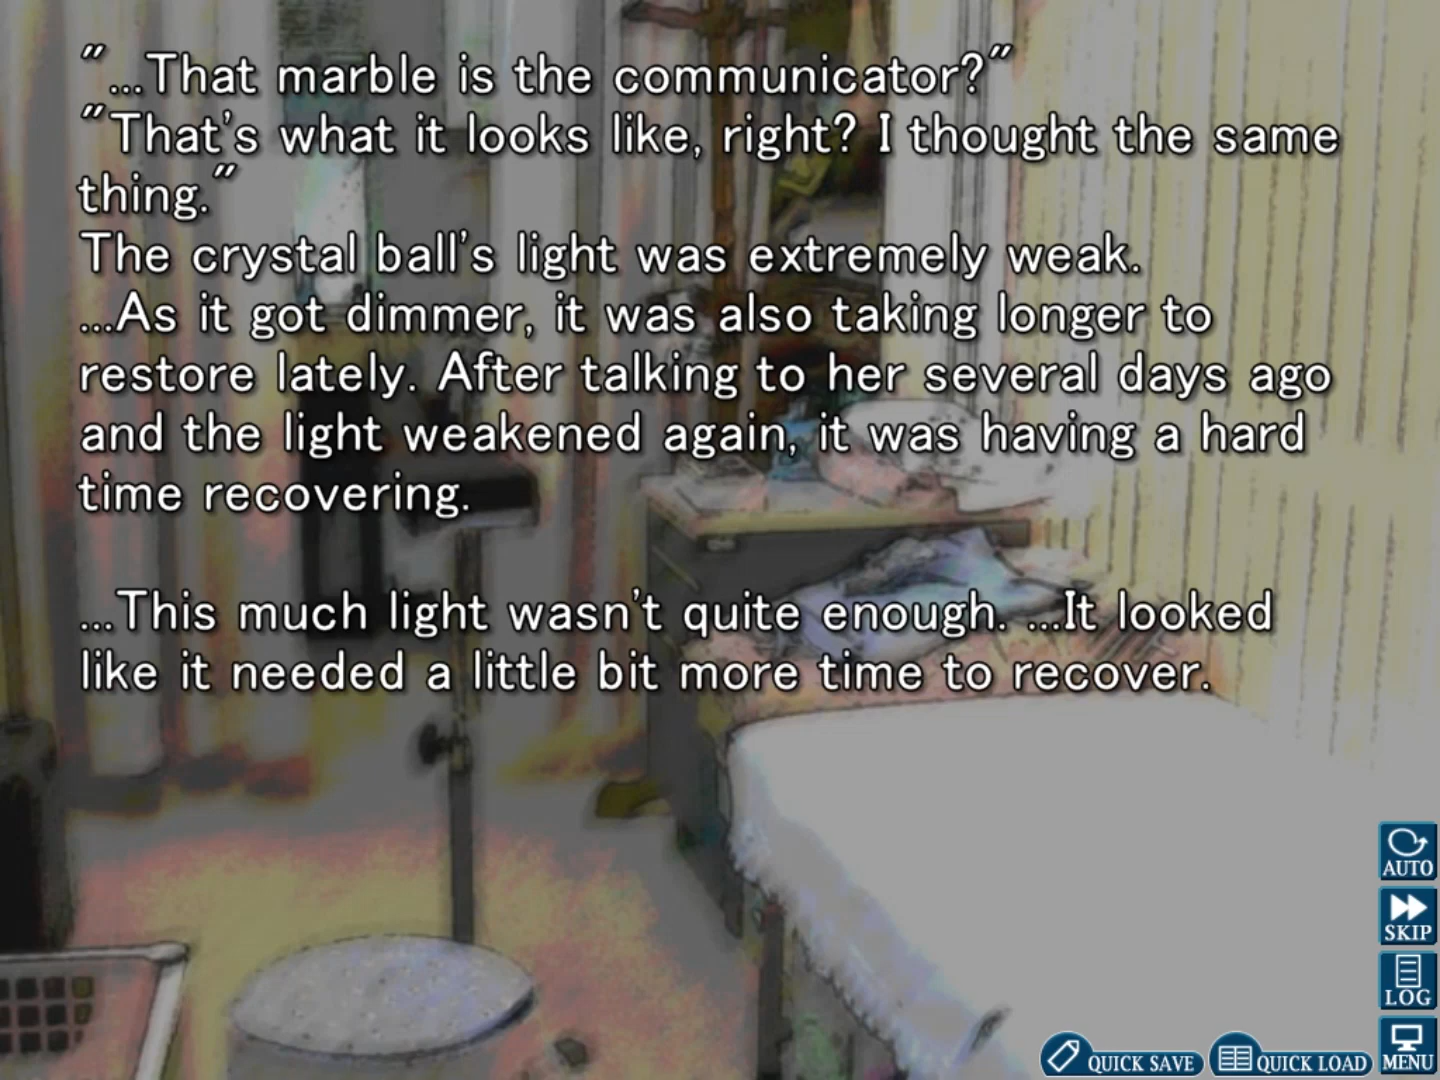 "...That marble is the communicator?"
"That's what it looks like, right? I thought the same
thing."
The crystal ball's light was extremely weak.
...As it got dimmer, it was also taking longer to
restore lately. After talking to her several days ago
and the light weakened again, it was having a hard
time recovering.
...This much light wasn't quite enough. ...It looked
like it needed a little bit more time to recover.
AUTO
SKIP
LOG
QUICK SAVE QUICK LOAD MENU